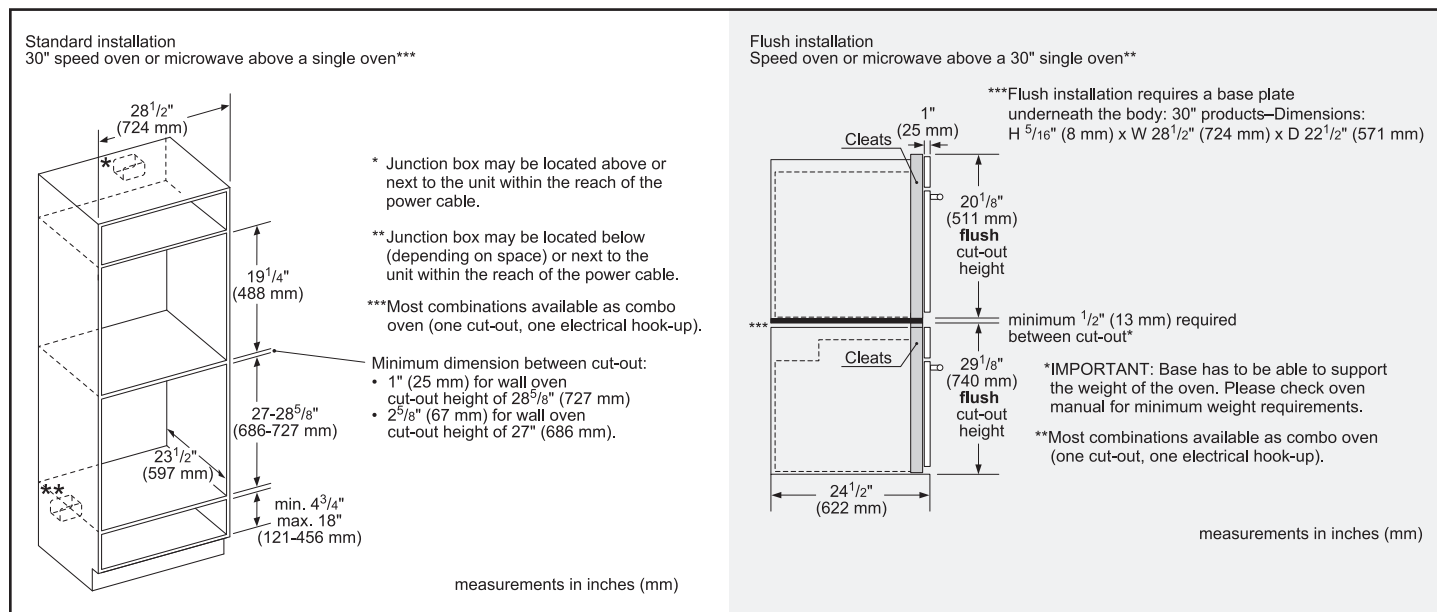 Standard installation
30" speed oven or microwave above a single oven***
28 1/2"
(724 mm)
*
* Junction box may be located above or
next to the unit within the reach of the
power cable.
** Junction box may be located below
(depending on space) or next to the
unit within the reach of the power cable.
19 1/4"
(488 mm)
***Most combinations available as combo
oven (one cut-out, one electrical hook-up).
Minimum dimension between cut-out:
• 1" (25 mm) for wall oven
cut-out height of 28 5/8" (727 mm)
• 2 5/8" (67 mm) for wall oven
cut-out height of 27" (686 mm).
27-28 5/8"
(686-727 mm)
23 1/2"
(597 mm)
**
min. 4 3/4"
max. 18"
(121-456 mm)
measurements in inches (mm)
Flush installation
Speed oven or microwave above a 30" single oven**
***Flush installation requires a base plate
underneath the body: 30" products–Dimensions:
H 5/16" (8 mm) x W 28 1/2" (724 mm) x D 22 1/2" (571 mm)
1"
(25 mm)
Cleats
20 1/8"
(511 mm)
flush
cut-out
height
***
minimum 1/2" (13 mm) required
between cut-out*
Cleats
29 1/8"
(740 mm)
flush
cut-out
height
*IMPORTANT: Base has to be able to support
the weight of the oven. Please check oven
manual for minimum weight requirements.
**Most combinations available as combo oven
(one cut-out, one electrical hook-up).
24 1/2"
(622 mm)
measurements in inches (mm)